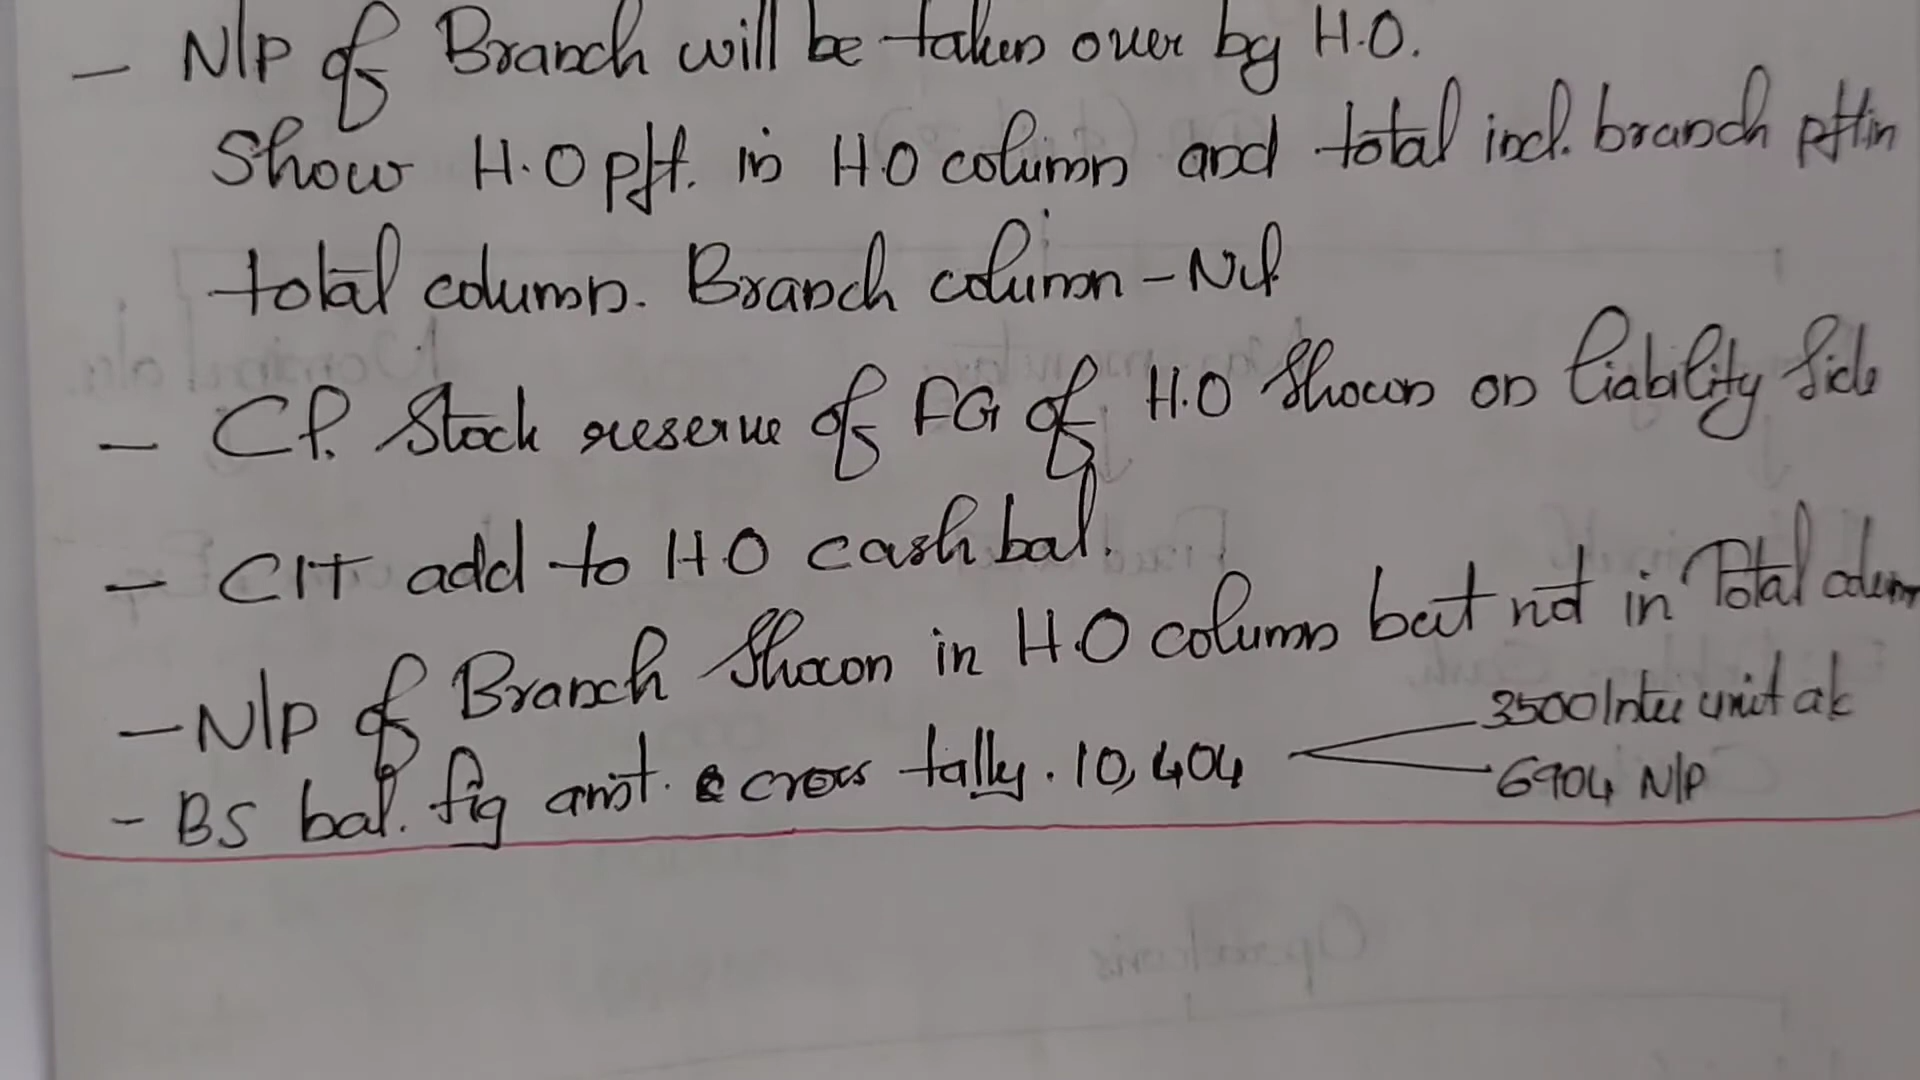 - N/P of Branch will be taken over by H.O.
Show H.O pft. in HO column and total incl. branch pft in
total column. Branch column - Nil
- Cl. Stock reserve of FG of H.O shown on liability side
- CIT add to HO cash bal.
- N/P of Branch shown in H.O column but not in Total column
- BS bal. fig amt. cross tally. 10,404
3500 Inter unit a/c
6904 N/P